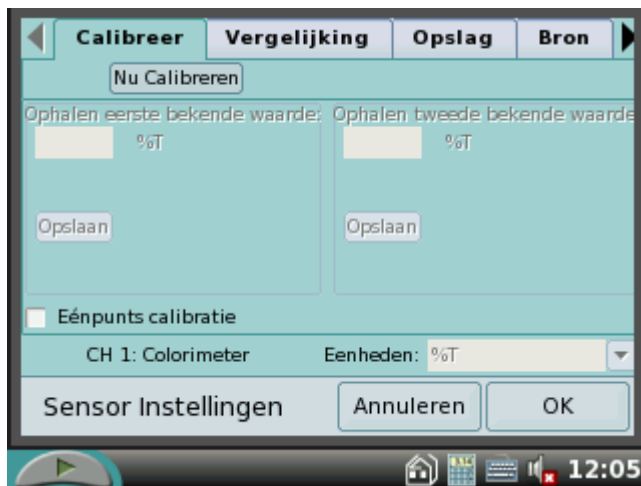 Calibreer Vergelijking Opslag Bron
Nu Calibreren
Ophalen eerste bekende waarde: Ophalen tweede bekende waarde
%T %T
Opslaan Opslaan
Eénpunts calibratie
CH 1: Colorimeter Eenheden: %T
Sensor Instellingen Annuleren OK
12:05